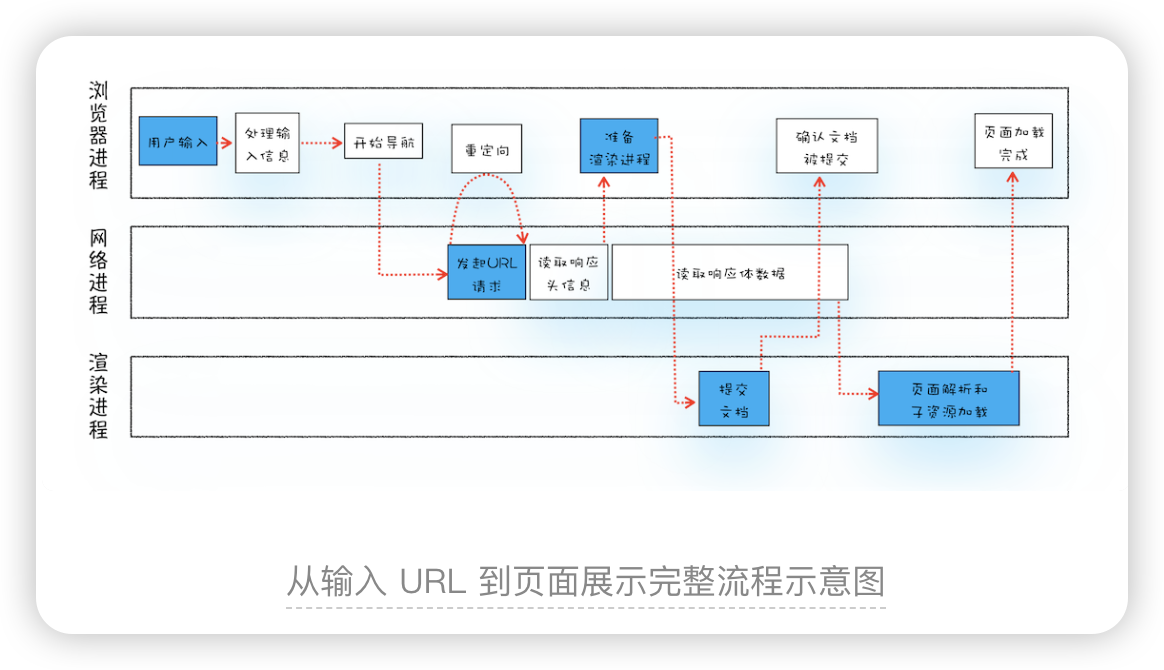 浏览器进程
用户输入
处理输
入信息
开始导航
重定向
准备
渲染进程
确认文档
被提交
页面加载
完成
网络进程
发起URL
请求
读取响应
头信息
读取响应体数据
渲染进程
提交
文档
页面解析和
子资源加载
从输入 URL 到页面展示完整流程示意图